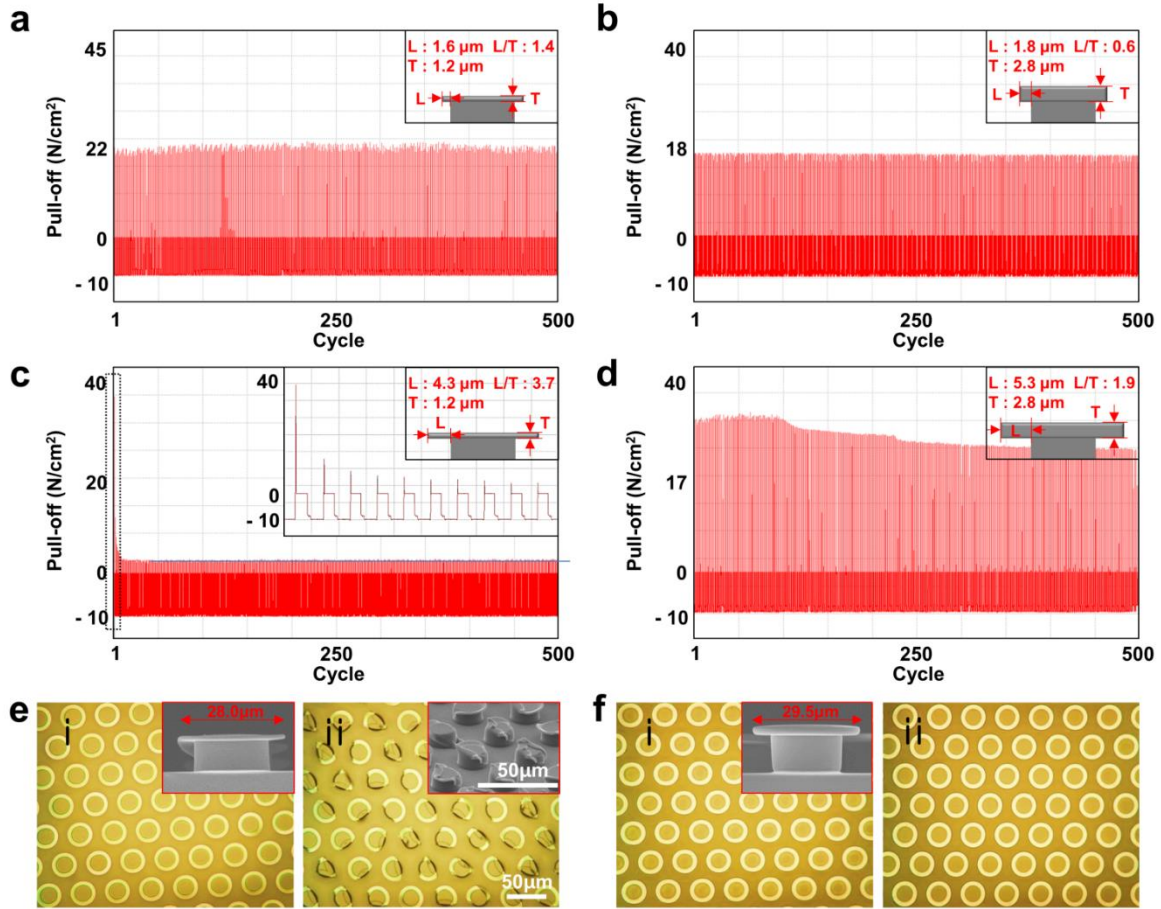 a
L : 1.6 µm L/T : 1.4
T : 1.2 µm
L
T
45
22
0
- 10
Pull-off (N/cm²)
1
250
500
Cycle
b
L : 1.8 µm L/T : 0.6
T : 2.8 µm
L
T
40
18
0
- 10
Pull-off (N/cm²)
1
250
500
Cycle
c
L : 4.3 µm L/T : 3.7
T : 1.2 µm
L
T
40
0
- 10
40
20
0
- 10
Pull-off (N/cm²)
1
250
500
Cycle
d
L : 5.3 µm L/T : 1.9
T : 2.8 µm
T
L
40
17
0
- 10
Pull-off (N/cm²)
1
250
500
Cycle
e
i
28.0µm
ii
50µm
50µm
f
i
29.5µm
ii